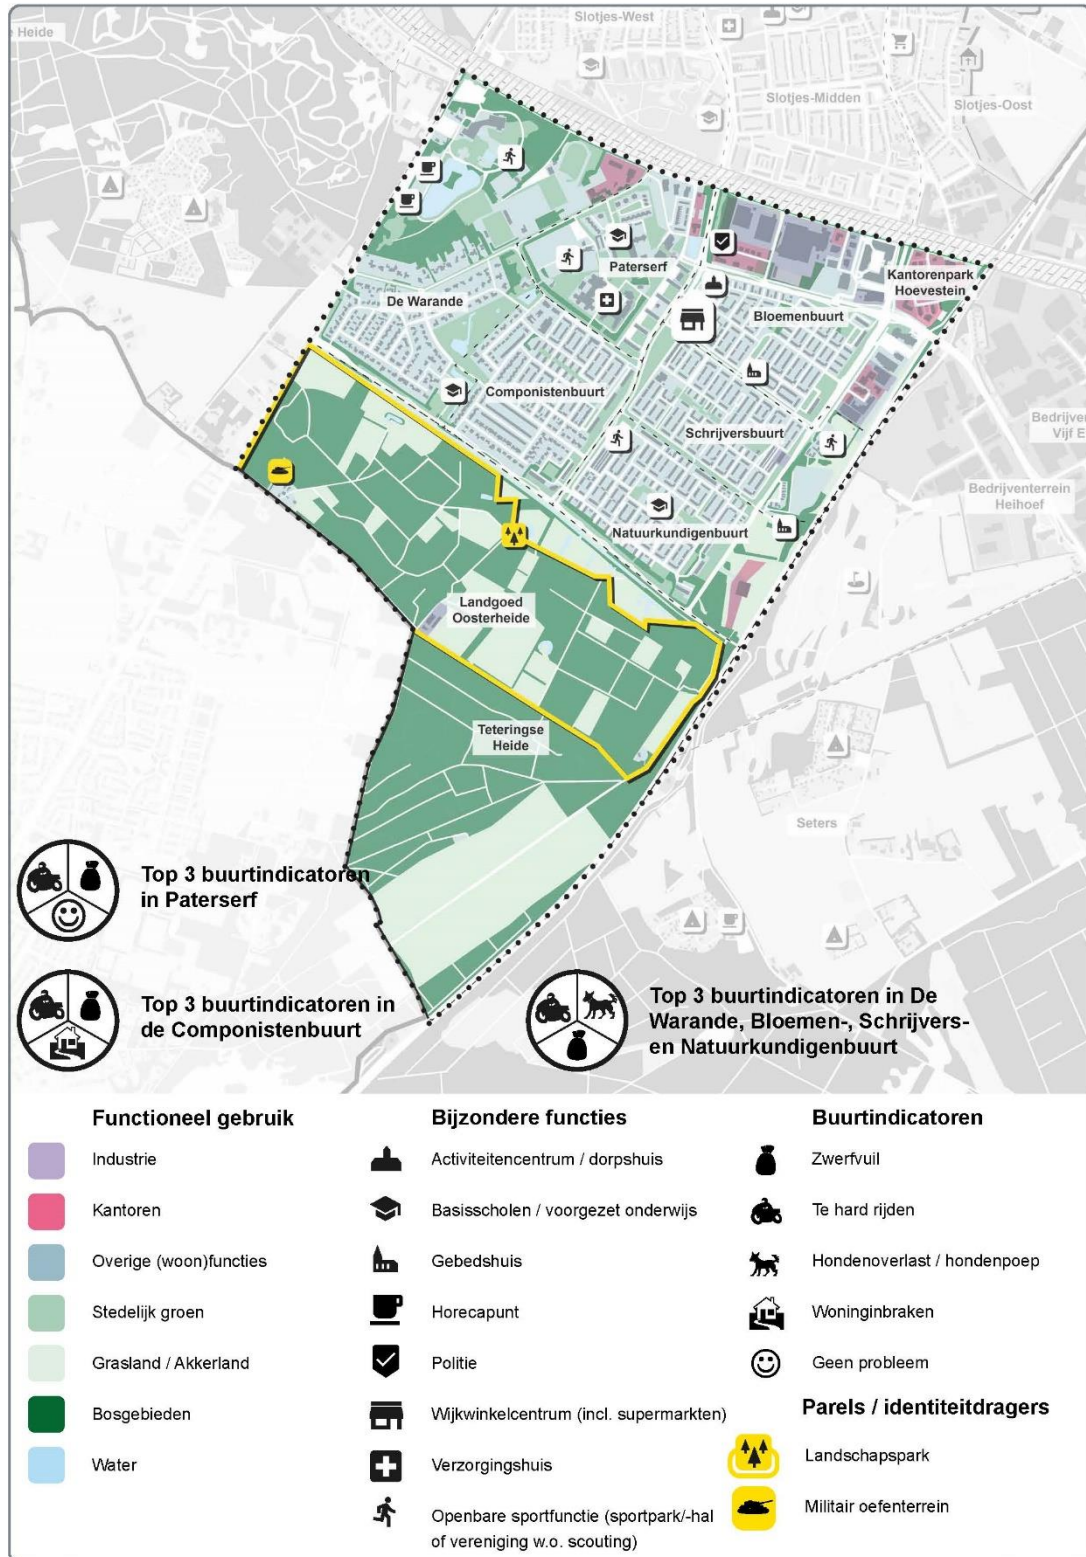 e Heide
Slotjes-West
Slotjes-Midden
Slotjes-Oost
Kantorenpark
Hoevestein
Paterserf
De Warande
Bloemenbuurt
Componistenbuurt
Schrijversbuurt
Bedrijven
Vijf E
Bedrijventerrein
Heihoef
Natuurkundigenbuurt
Landgoed
Oosterheide
Teteringse
Heide
Seters
Top 3 buurtindicatoren
in Paterserf
Top 3 buurtindicatoren in
de Componistenbuurt
Top 3 buurtindicatoren in De
Warande, Bloemen-, Schrijvers-
en Natuurkundigenbuurt
Functioneel gebruik
Industrie
Kantoren
Overige (woon)functies
Stedelijk groen
Grasland / Akkerland
Bosgebieden
Water
Bijzondere functies
Activiteitencentrum / dorpshuis
Basisscholen / voorgezet onderwijs
Gebedshuis
Horecapunt
Politie
Wijkwinkelcentrum (incl. supermarkten)
Verzorgingshuis
Openbare sportfunctie (sportpark/-hal
of vereniging w.o. scouting)
Buurtindicatoren
Zwerfvuil
Te hard rijden
Hondenoverlast / hondenpoep
Woninginbraken
Geen probleem
Parels / identiteitdragers
Landschapspark
Militair oefenterrein